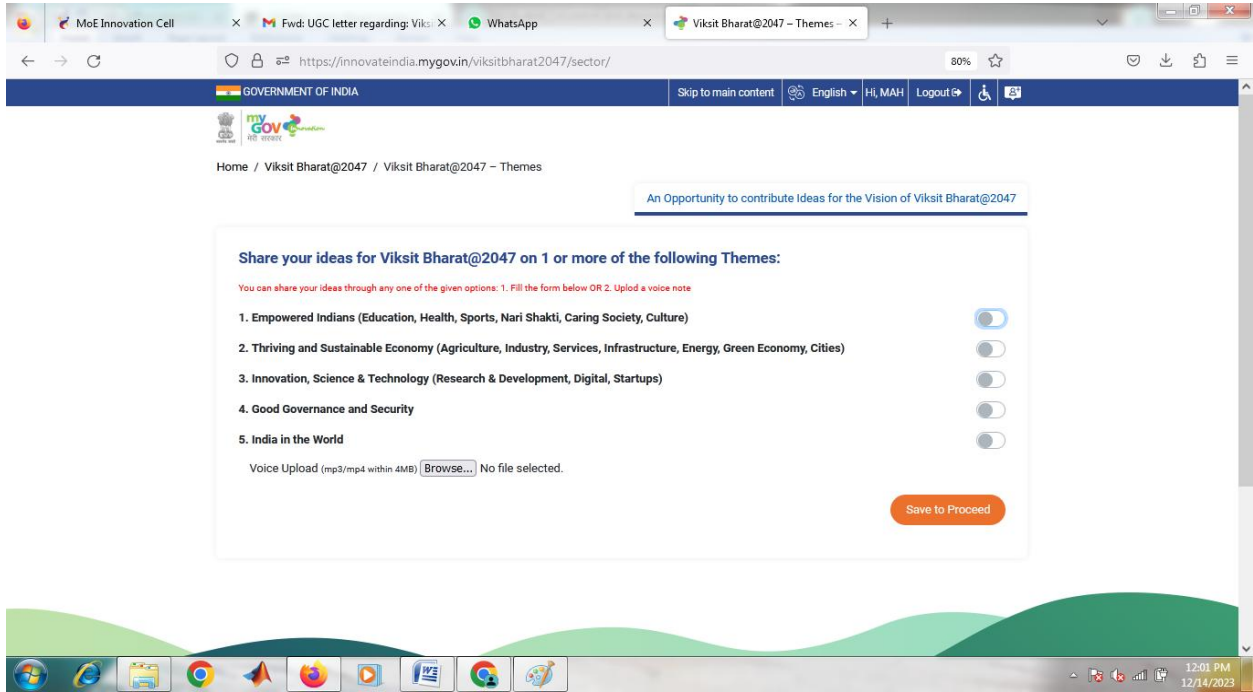 MoE Innovation Cell
Fwd: UGC letter regarding: Viks
WhatsApp
Viksit Bharat@2047 – Themes –
https://innovateindia.mygov.in/viksitbharat2047/sector/
80%
GOVERNMENT OF INDIA
Skip to main content
English
Hi, MAH
Logout
my
GOV
मेरी सरकार
Home / Viksit Bharat@2047 / Viksit Bharat@2047 – Themes
An Opportunity to contribute Ideas for the Vision of Viksit Bharat@2047
Share your ideas for Viksit Bharat@2047 on 1 or more of the following Themes:
You can share your ideas through any one of the given options: 1. Fill the form below OR 2. Uplod a voice note
1. Empowered Indians (Education, Health, Sports, Nari Shakti, Caring Society, Culture)
2. Thriving and Sustainable Economy (Agriculture, Industry, Services, Infrastructure, Energy, Green Economy, Cities)
3. Innovation, Science & Technology (Research & Development, Digital, Startups)
4. Good Governance and Security
5. India in the World
Voice Upload (mp3/mp4 within 4MB) Browse... No file selected.
Save to Proceed
12:01 PM
12/14/2023